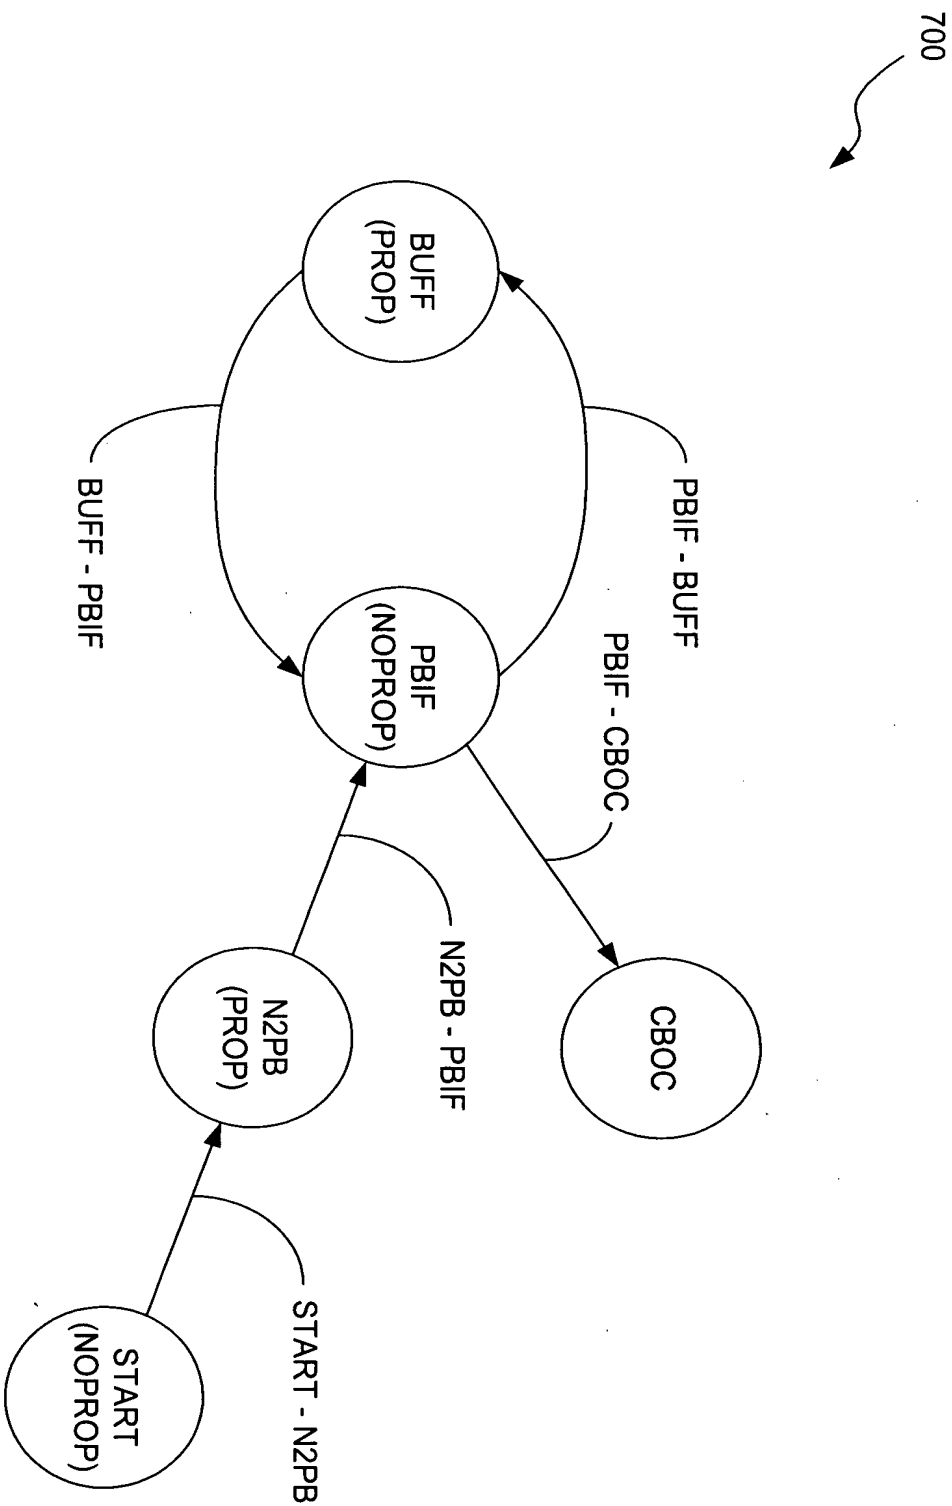 700
BUFF
(PROP)
PBIF - BUFF
BUFF - PBIF
PBIF
(NOPROP)
PBIF - CBOC
CBOC
N2PB - PBIF
N2PB
(PROP)
START - N2PB
START
(NOPROP)